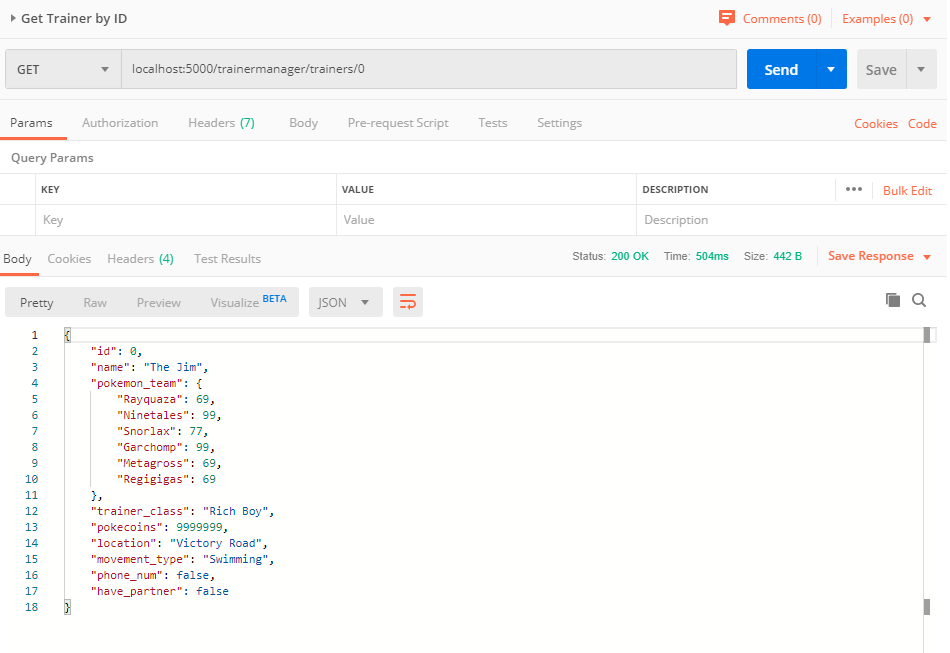 Get Trainer by ID Comments (0) Examples (0)
GET localhost:5000/trainermanager/trainers/0 Send Save
Params Authorization Headers (7) Body Pre-request Script Tests Settings Cookies Code
Query Params
KEY VALUE DESCRIPTION ••• Bulk Edit
Key Value Description
Body Cookies Headers (4) Test Results Status: 200 OK Time: 504ms Size: 442 B Save Response
Pretty Raw Preview Visualize BETA JSON
1 {
2 "id": 0,
3 "name": "The Jim",
4 "pokemon_team": {
5 "Rayquaza": 69,
6 "Ninetales": 99,
7 "Snorlax": 77,
8 "Garchomp": 99,
9 "Metagross": 69,
10 "Regigigas": 69
11 },
12 "trainer_class": "Rich Boy",
13 "pokecoins": 9999999,
14 "location": "Victory Road",
15 "movement_type": "Swimming",
16 "phone_num": false,
17 "have_partner": false
18 }